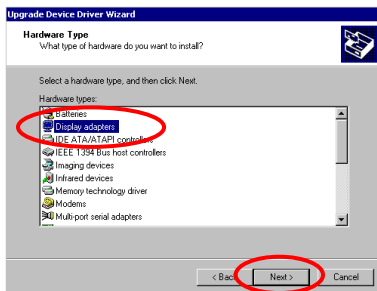 Upgrade Device Driver Wizard
Hardware Type
What type of hardware do you want to install?
Select a hardware type, and then click Next.
Hardware types:
Batteries
Display adapters
IDE ATA/ATAPI controllers
IEEE 1394 Bus host controllers
Imaging devices
Infrared devices
Memory technology driver
Modems
Multi-port serial adapters
< Back
Next >
Cancel